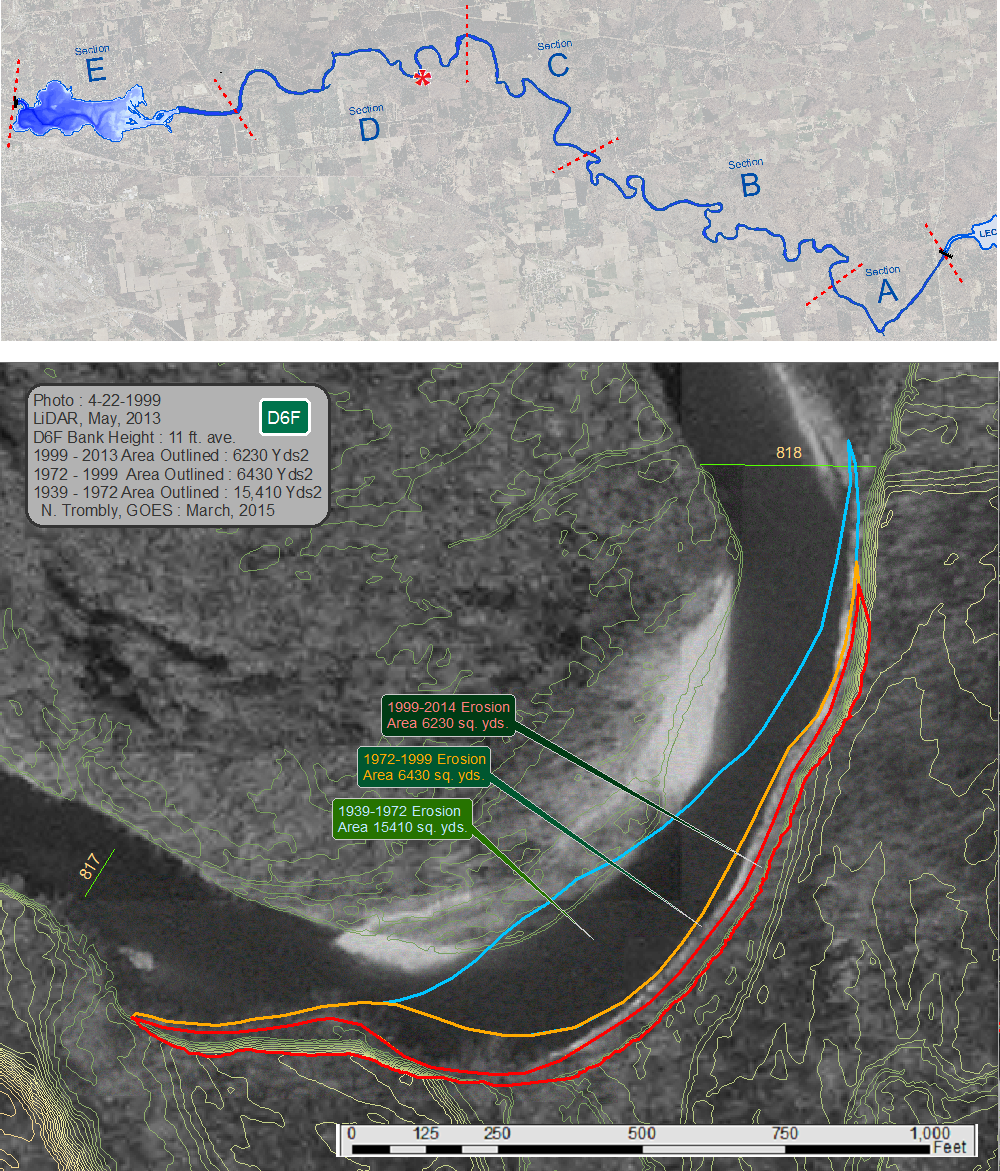 Section
E
Section
D
Section
C
Section
B
Section
A
LEC
Photo : 4-22-1999
LiDAR, May, 2013
D6F Bank Height : 11 ft. ave.
1999 - 2013 Area Outlined : 6230 Yds2
1972 - 1999 Area Outlined : 6430 Yds2
1939 - 1972 Area Outlined : 15,410 Yds2
N. Trombly, GOES : March, 2015
D6F
818
1999-2014 Erosion
Area 6230 sq. yds.
1972-1999 Erosion
Area 6430 sq. yds.
1939-1972 Erosion
Area 15410 sq. yds.
817
0 125 250 500 750 1,000
Feet